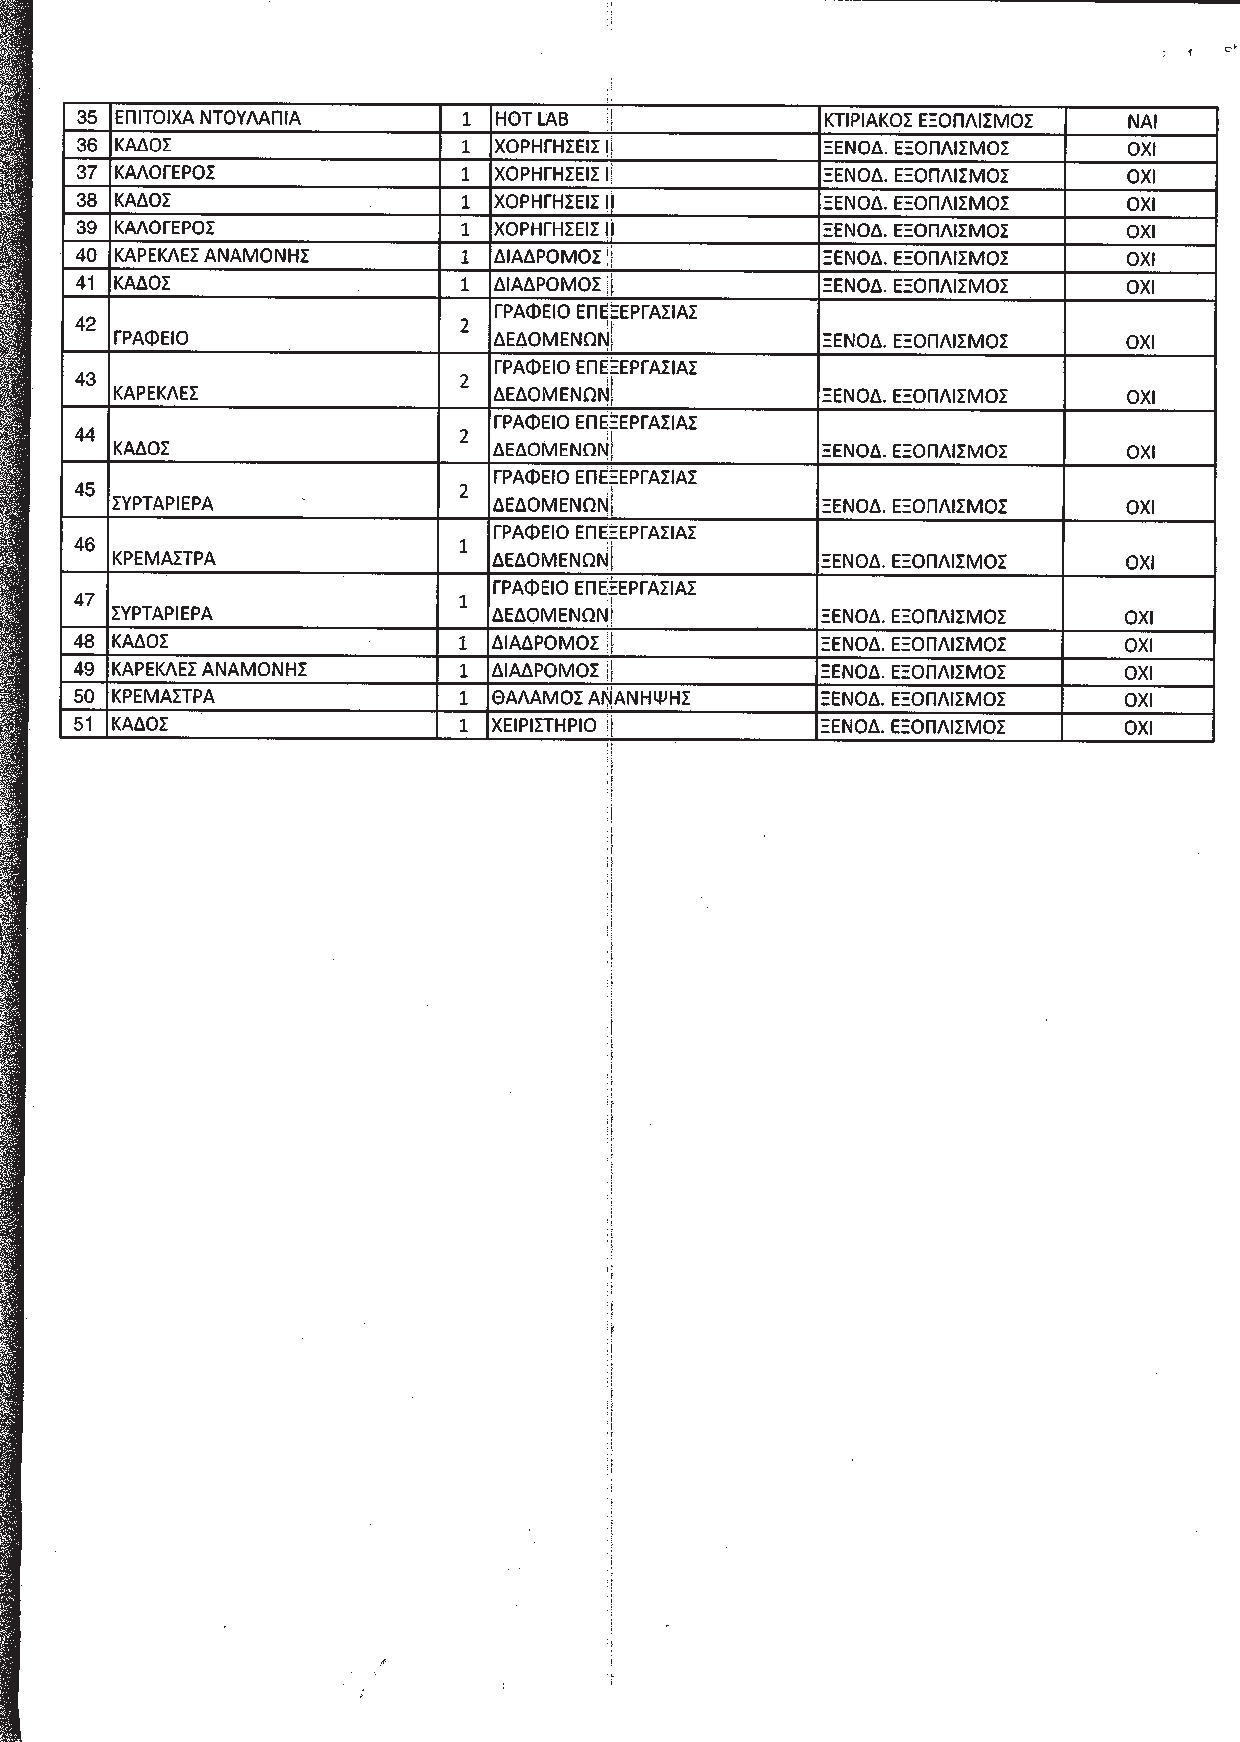 35 ΕΠΙΤΟΙΧΑ ΝΤΟΥΛΑΠΙΑ 1 HOT LAB ΚΤΙΡΙΑΚΟΣ ΕΞΟΠΛΙΣΜΟΣ ΝΑΙ
36 ΚΑΔΟΣ 1 ΧΟΡΗΓΗΣΕΙΣ Ι ΞΕΝΟΔ. ΕΞΟΠΛΙΣΜΟΣ ΟΧΙ
37 ΚΑΛΟΓΕΡΟΣ 1 ΧΟΡΗΓΗΣΕΙΣ Ι ΞΕΝΟΔ. ΕΞΟΠΛΙΣΜΟΣ ΟΧΙ
38 ΚΑΔΟΣ 1 ΧΟΡΗΓΗΣΕΙΣ ΙΙ ΞΕΝΟΔ. ΕΞΟΠΛΙΣΜΟΣ ΟΧΙ
39 ΚΑΛΟΓΕΡΟΣ 1 ΧΟΡΗΓΗΣΕΙΣ ΙΙ ΞΕΝΟΔ. ΕΞΟΠΛΙΣΜΟΣ ΟΧΙ
40 ΚΑΡΕΚΛΕΣ ΑΝΑΜΟΝΗΣ 1 ΔΙΑΔΡΟΜΟΣ ΞΕΝΟΔ. ΕΞΟΠΛΙΣΜΟΣ ΟΧΙ
41 ΚΑΔΟΣ 1 ΔΙΑΔΡΟΜΟΣ ΞΕΝΟΔ. ΕΞΟΠΛΙΣΜΟΣ ΟΧΙ
ΓΡΑΦΕΙΟ ΕΠΕΞΕΡΓΑΣΙΑΣ
42 ΓΡΑΦΕΙΟ 2 ΔΕΔΟΜΕΝΩΝ ΞΕΝΟΔ. ΕΞΟΠΛΙΣΜΟΣ ΟΧΙ
ΓΡΑΦΕΙΟ ΕΠΕΞΕΡΓΑΣΙΑΣ
43 ΚΑΡΕΚΛΕΣ 2 ΔΕΔΟΜΕΝΩΝ ΞΕΝΟΔ. ΕΞΟΠΛΙΣΜΟΣ ΟΧΙ
ΓΡΑΦΕΙΟ ΕΠΕΞΕΡΓΑΣΙΑΣ
44 ΚΑΔΟΣ 2 ΔΕΔΟΜΕΝΩΝ ΞΕΝΟΔ. ΕΞΟΠΛΙΣΜΟΣ ΟΧΙ
ΓΡΑΦΕΙΟ ΕΠΕΞΕΡΓΑΣΙΑΣ
45 ΣΥΡΤΑΡΙΕΡΑ 2 ΔΕΔΟΜΕΝΩΝ ΞΕΝΟΔ. ΕΞΟΠΛΙΣΜΟΣ ΟΧΙ
ΓΡΑΦΕΙΟ ΕΠΕΞΕΡΓΑΣΙΑΣ
46 ΚΡΕΜΑΣΤΡΑ 1 ΔΕΔΟΜΕΝΩΝ ΞΕΝΟΔ. ΕΞΟΠΛΙΣΜΟΣ ΟΧΙ
ΓΡΑΦΕΙΟ ΕΠΕΞΕΡΓΑΣΙΑΣ
47 ΣΥΡΤΑΡΙΕΡΑ 1 ΔΕΔΟΜΕΝΩΝ ΞΕΝΟΔ. ΕΞΟΠΛΙΣΜΟΣ ΟΧΙ
48 ΚΑΔΟΣ 1 ΔΙΑΔΡΟΜΟΣ ΞΕΝΟΔ. ΕΞΟΠΛΙΣΜΟΣ ΟΧΙ
49 ΚΑΡΕΚΛΕΣ ΑΝΑΜΟΝΗΣ 1 ΔΙΑΔΡΟΜΟΣ ΞΕΝΟΔ. ΕΞΟΠΛΙΣΜΟΣ ΟΧΙ
50 ΚΡΕΜΑΣΤΡΑ 1 ΘΑΛΑΜΟΣ ΑΝΑΝΗΨΗΣ ΞΕΝΟΔ. ΕΞΟΠΛΙΣΜΟΣ ΟΧΙ
51 ΚΑΔΟΣ 1 ΧΕΙΡΙΣΤΗΡΙΟ ΞΕΝΟΔ. ΕΞΟΠΛΙΣΜΟΣ ΟΧΙ